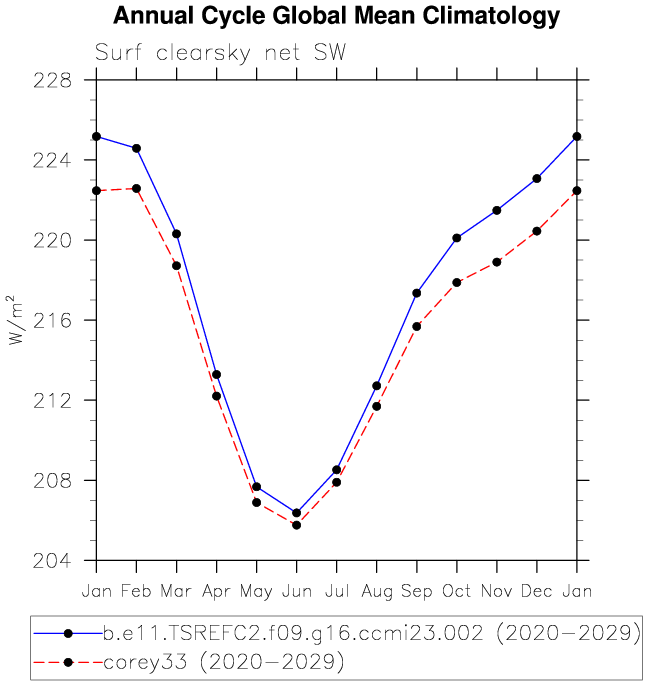 Annual Cycle Global Mean Climatology
Surf clearsky net SW
228
224
220
216
212
208
204
W/m²
Jan Feb Mar Apr May Jun Jul Aug Sep Oct Nov Dec Jan
b.e11.TSREFC2.f09.g16.ccmi23.002 (2020-2029)
corey33 (2020-2029)